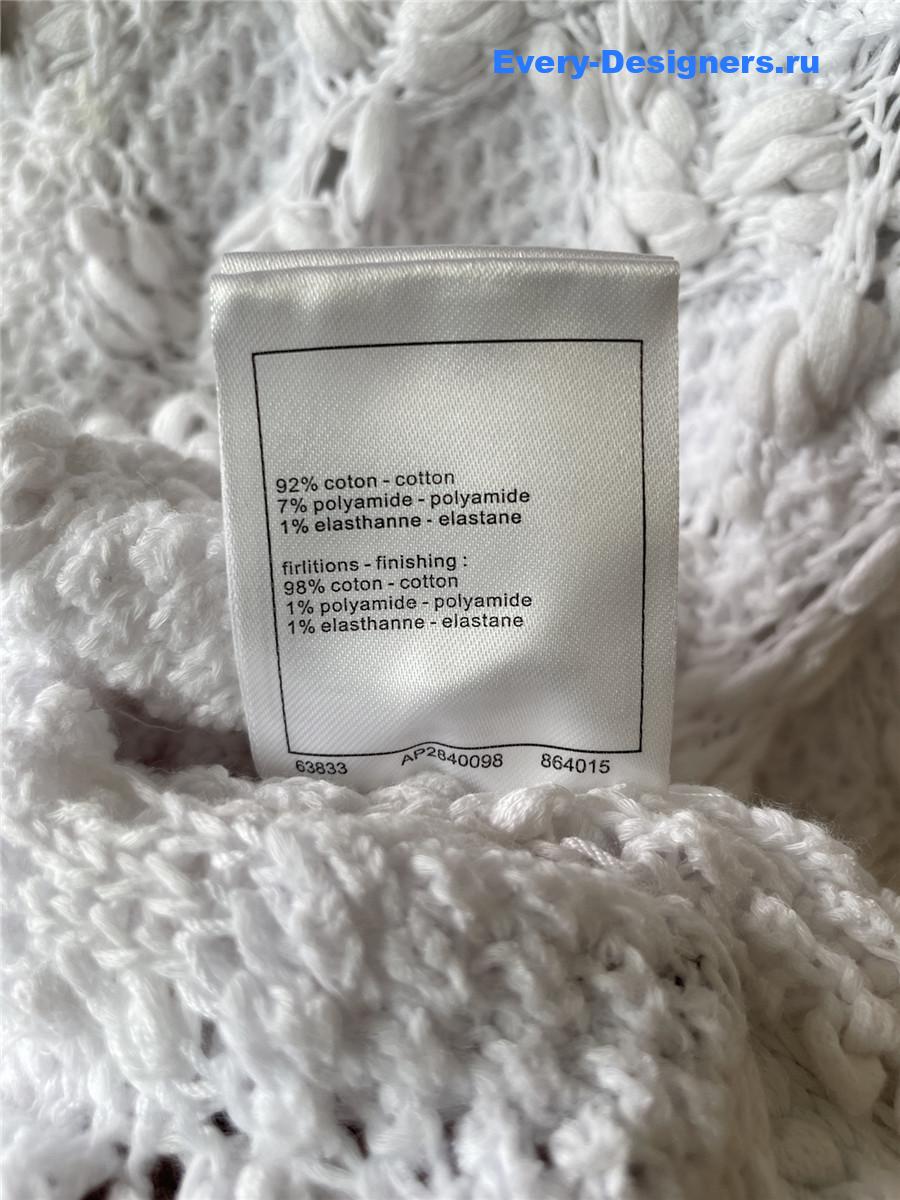 Every-Designers.ru
92% coton - cotton
7% polyamide - polyamide
1% elasthanne - elastane
firlitions - finishing :
98% coton - cotton
1% polyamide - polyamide
1% elasthanne - elastane
63833 AP2840098 864015